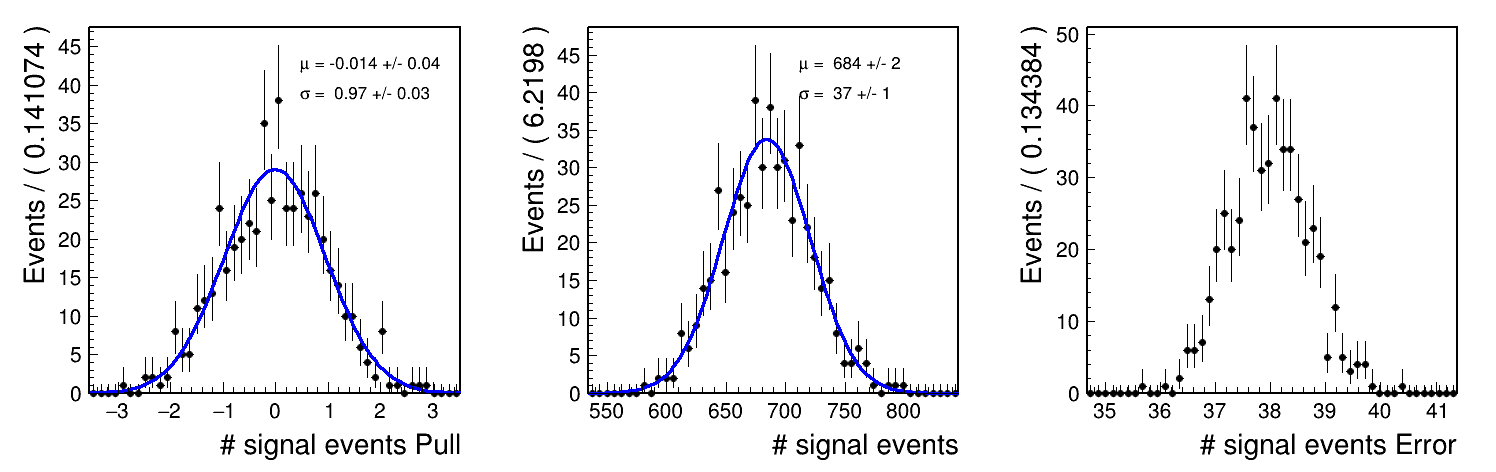 Events / ( 0.141074 )
45
40
35
30
25
20
15
10
5
0
μ = -0.014 +/- 0.04
σ = 0.97 +/- 0.03
−3 −2 −1 0 1 2 3
# signal events Pull
Events / ( 6.2198 )
45
40
35
30
25
20
15
10
5
0
μ = 684 +/- 2
σ = 37 +/- 1
550 600 650 700 750 800
# signal events
Events / ( 0.134384 )
50
40
30
20
10
0
35 36 37 38 39 40 41
# signal events Error